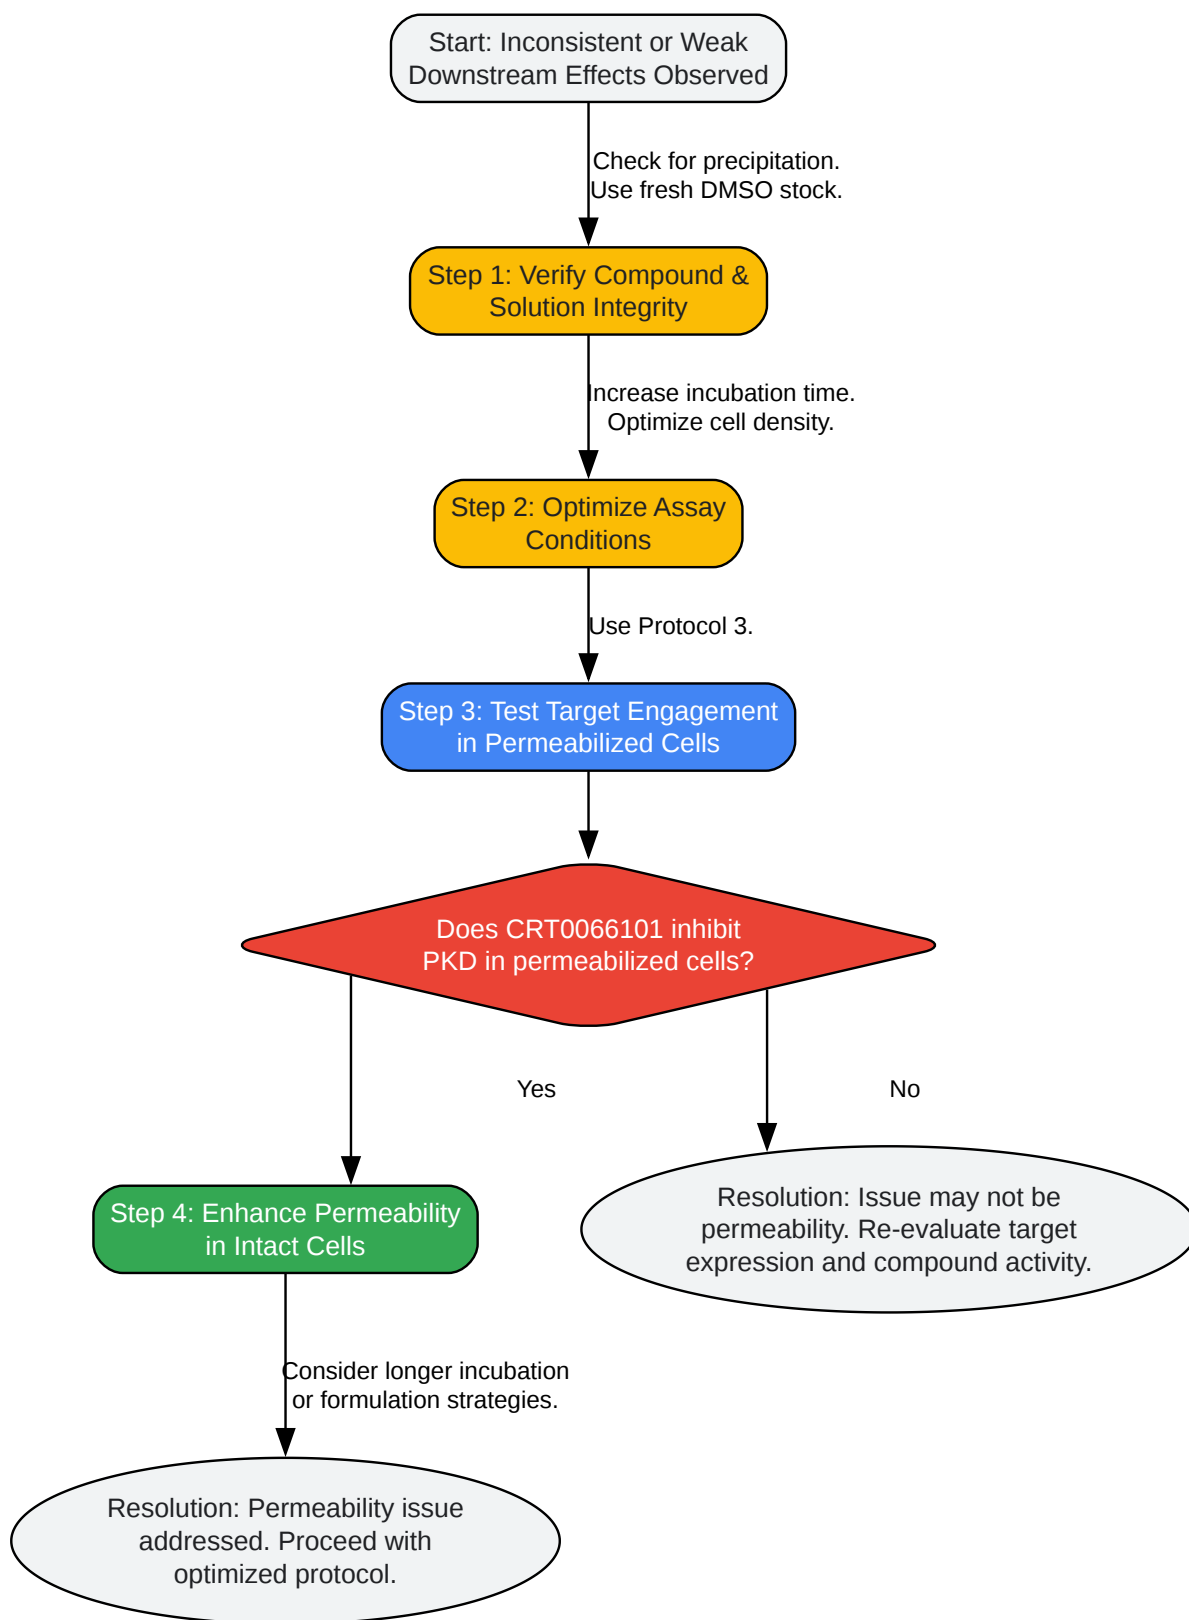 Start: Inconsistent or Weak
Downstream Effects Observed
Check for precipitation.
Use fresh DMSO stock.
Step 1: Verify Compound &
Solution Integrity
Increase incubation time.
Optimize cell density.
Step 2: Optimize Assay
Conditions
Use Protocol 3.
Step 3: Test Target Engagement
in Permeabilized Cells
Does CRT0066101 inhibit
PKD in permeabilized cells?
Yes
No
Step 4: Enhance Permeability
in Intact Cells
Resolution: Issue may not be
permeability. Re-evaluate target
expression and compound activity.
Consider longer incubation
or formulation strategies.
Resolution: Permeability issue
addressed. Proceed with
optimized protocol.